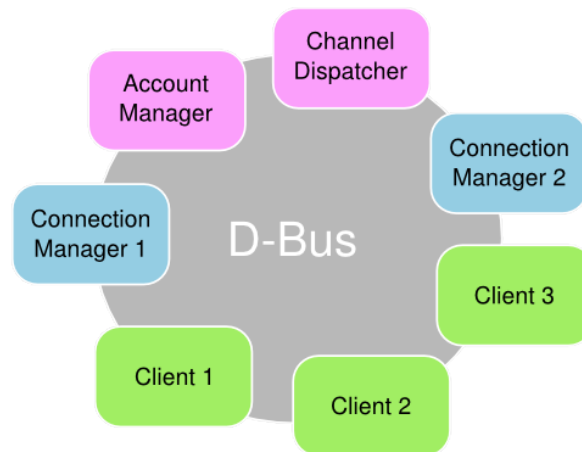 Channel
Dispatcher
Account
Manager
Connection
Manager 2
Connection
Manager 1
D-Bus
Client 3
Client 1
Client 2